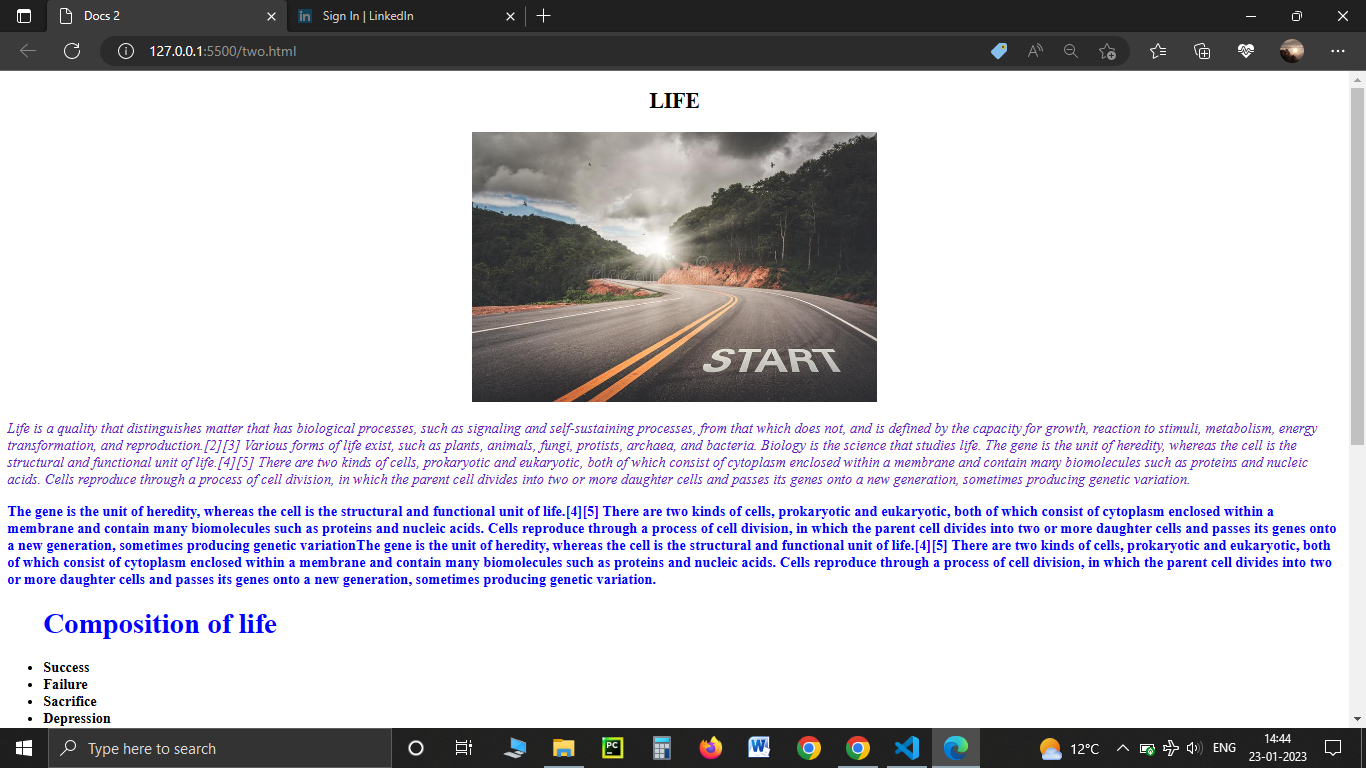 Docs 2
Sign In | LinkedIn
127.0.0.1:5500/two.html
LIFE
START
Life is a quality that distinguishes matter that has biological processes, such as signaling and self-sustaining processes, from that which does not, and is defined by the capacity for growth, reaction to stimuli, metabolism, energy
transformation, and reproduction.[2][3] Various forms of life exist, such as plants, animals, fungi, protists, archaea, and bacteria. Biology is the science that studies life. The gene is the unit of heredity, whereas the cell is the
structural and functional unit of life.[4][5] There are two kinds of cells, prokaryotic and eukaryotic, both of which consist of cytoplasm enclosed within a membrane and contain many biomolecules such as proteins and nucleic
acids. Cells reproduce through a process of cell division, in which the parent cell divides into two or more daughter cells and passes its genes onto a new generation, sometimes producing genetic variation.
The gene is the unit of heredity, whereas the cell is the structural and functional unit of life.[4][5] There are two kinds of cells, prokaryotic and eukaryotic, both of which consist of cytoplasm enclosed within a
membrane and contain many biomolecules such as proteins and nucleic acids. Cells reproduce through a process of cell division, in which the parent cell divides into two or more daughter cells and passes its genes onto
a new generation, sometimes producing genetic variationThe gene is the unit of heredity, whereas the cell is the structural and functional unit of life.[4][5] There are two kinds of cells, prokaryotic and eukaryotic, both
of which consist of cytoplasm enclosed within a membrane and contain many biomolecules such as proteins and nucleic acids. Cells reproduce through a process of cell division, in which the parent cell divides into two
or more daughter cells and passes its genes onto a new generation, sometimes producing genetic variation.
Composition of life
Success
Failure
Sacrifice
Depression
Type here to search
12°C
ENG
14:44
23-01-2023